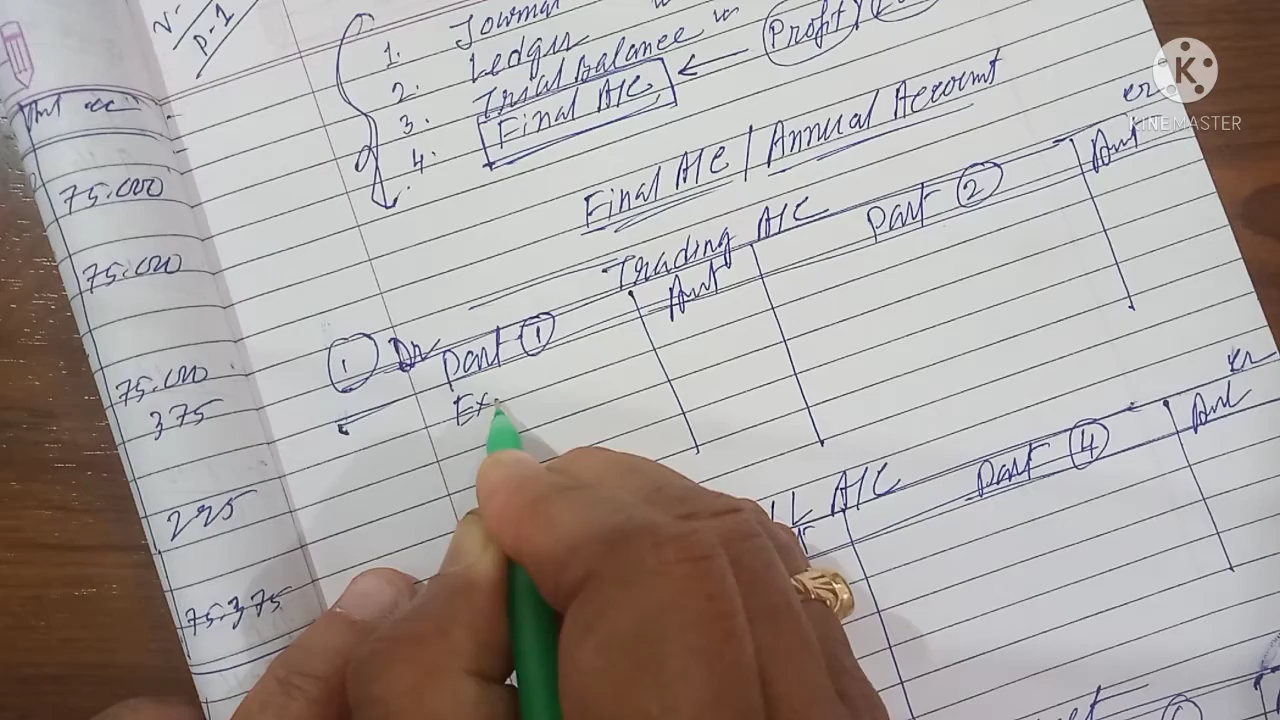 P-1
1. Journal
2. Ledger
3. Trial Balance
4. Final A/C
Profit
Final A/C | Annual Account
Trading A/C
① Dr Part ① Amt Part ② Amt
cr
Ex
L A/C Part ④ Amt
cr
75.000
75.000
75.000
375
225
75.375
K
KINEMASTER